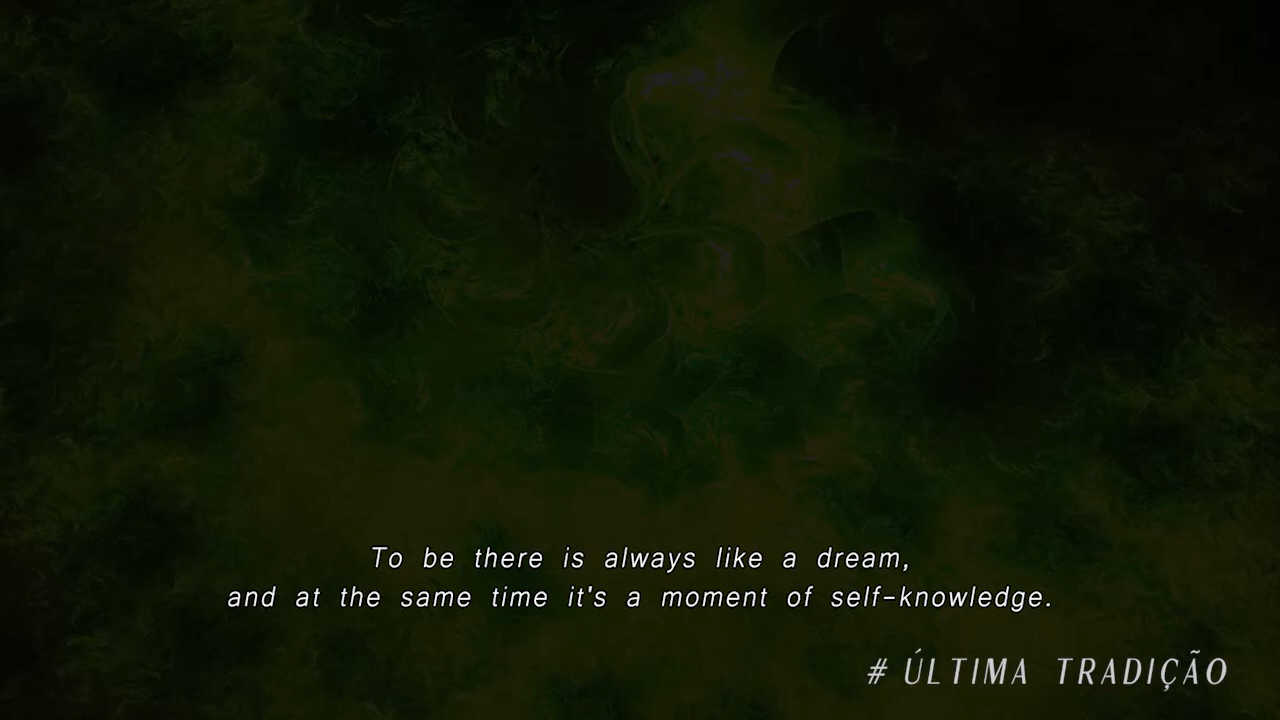 To be there is always like a dream,
and at the same time it's a moment of self-knowledge.
# ÚLTIMA TRADIÇÃO